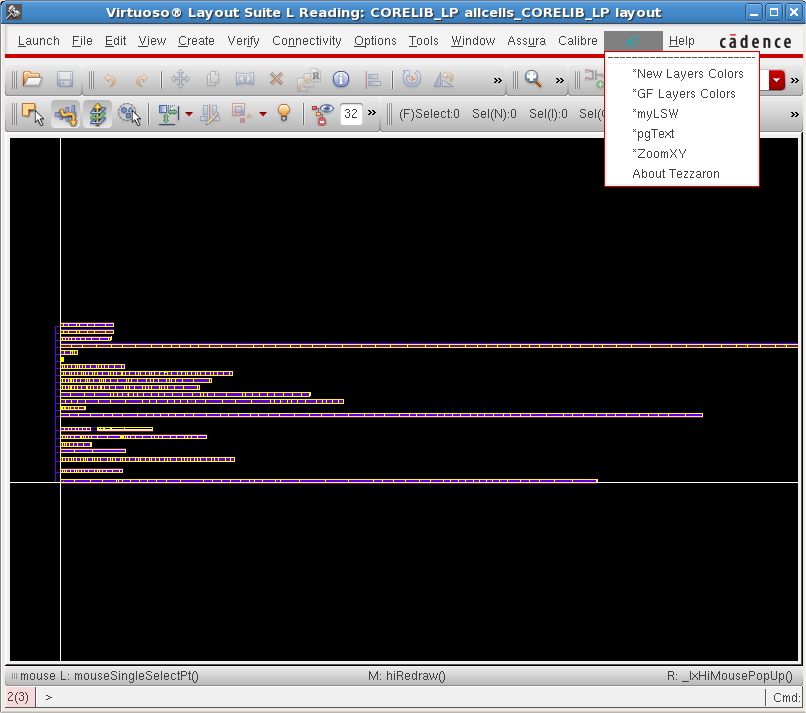 Virtuoso® Layout Suite L Reading: CORELIB_LP allcells_CORELIB_LP layout
Launch File Edit View Create Verify Connectivity Options Tools Window Assura Calibre Help cādence
*New Layers Colors
*GF Layers Colors
*myLSW
*pgText
*ZoomXY
About Tezzaron
32 (F)Select:0 Sel(N):0 Sel(I):0
mouse L: mouseSingleSelectPt() M: hiRedraw() R: _lxHiMousePopUp()
2(3) > Cmd: